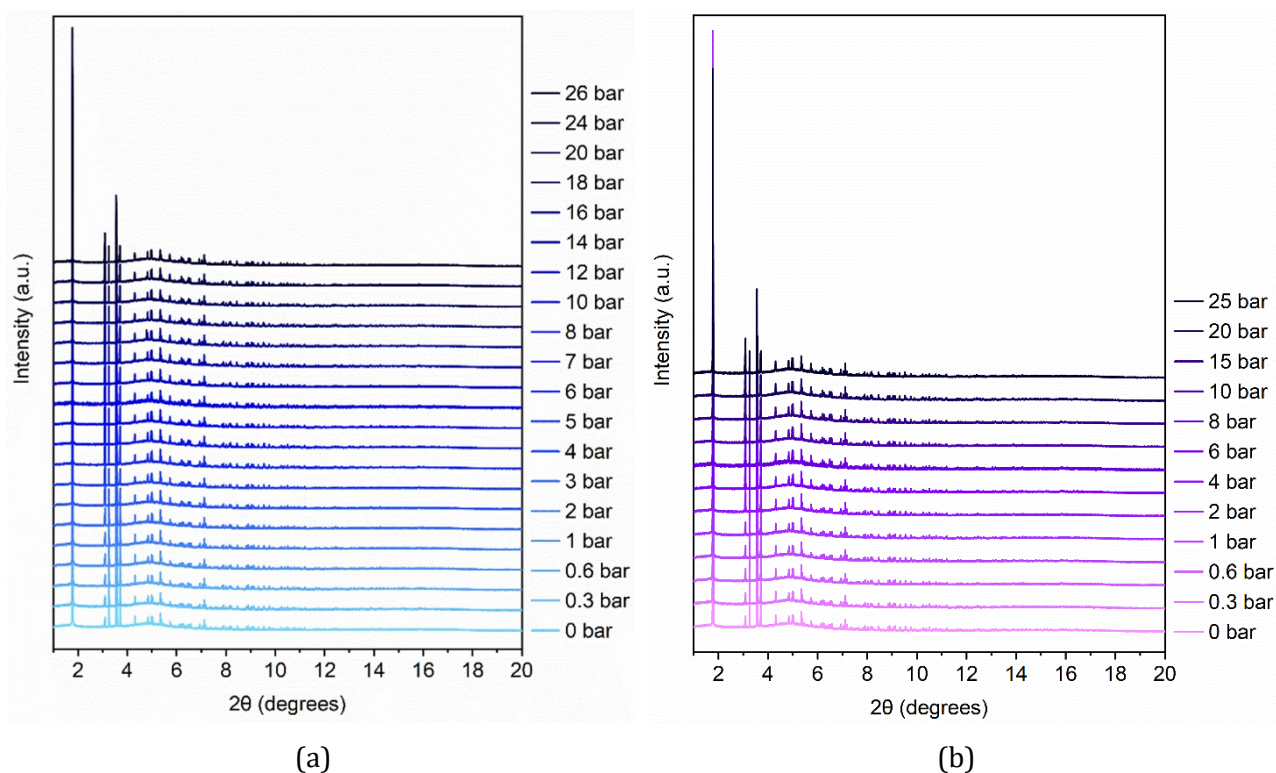 Intensity (a.u.)
26 bar
24 bar
20 bar
18 bar
16 bar
14 bar
12 bar
10 bar
8 bar
7 bar
6 bar
5 bar
4 bar
3 bar
2 bar
1 bar
0.6 bar
0.3 bar
0 bar
2 4 6 8 10 12 14 16 18 20
2θ (degrees)
(a)
Intensity (a.u.)
25 bar
20 bar
15 bar
10 bar
8 bar
6 bar
4 bar
2 bar
1 bar
0.6 bar
0.3 bar
0 bar
2 4 6 8 10 12 14 16 18 20
2θ (degrees)
(b)